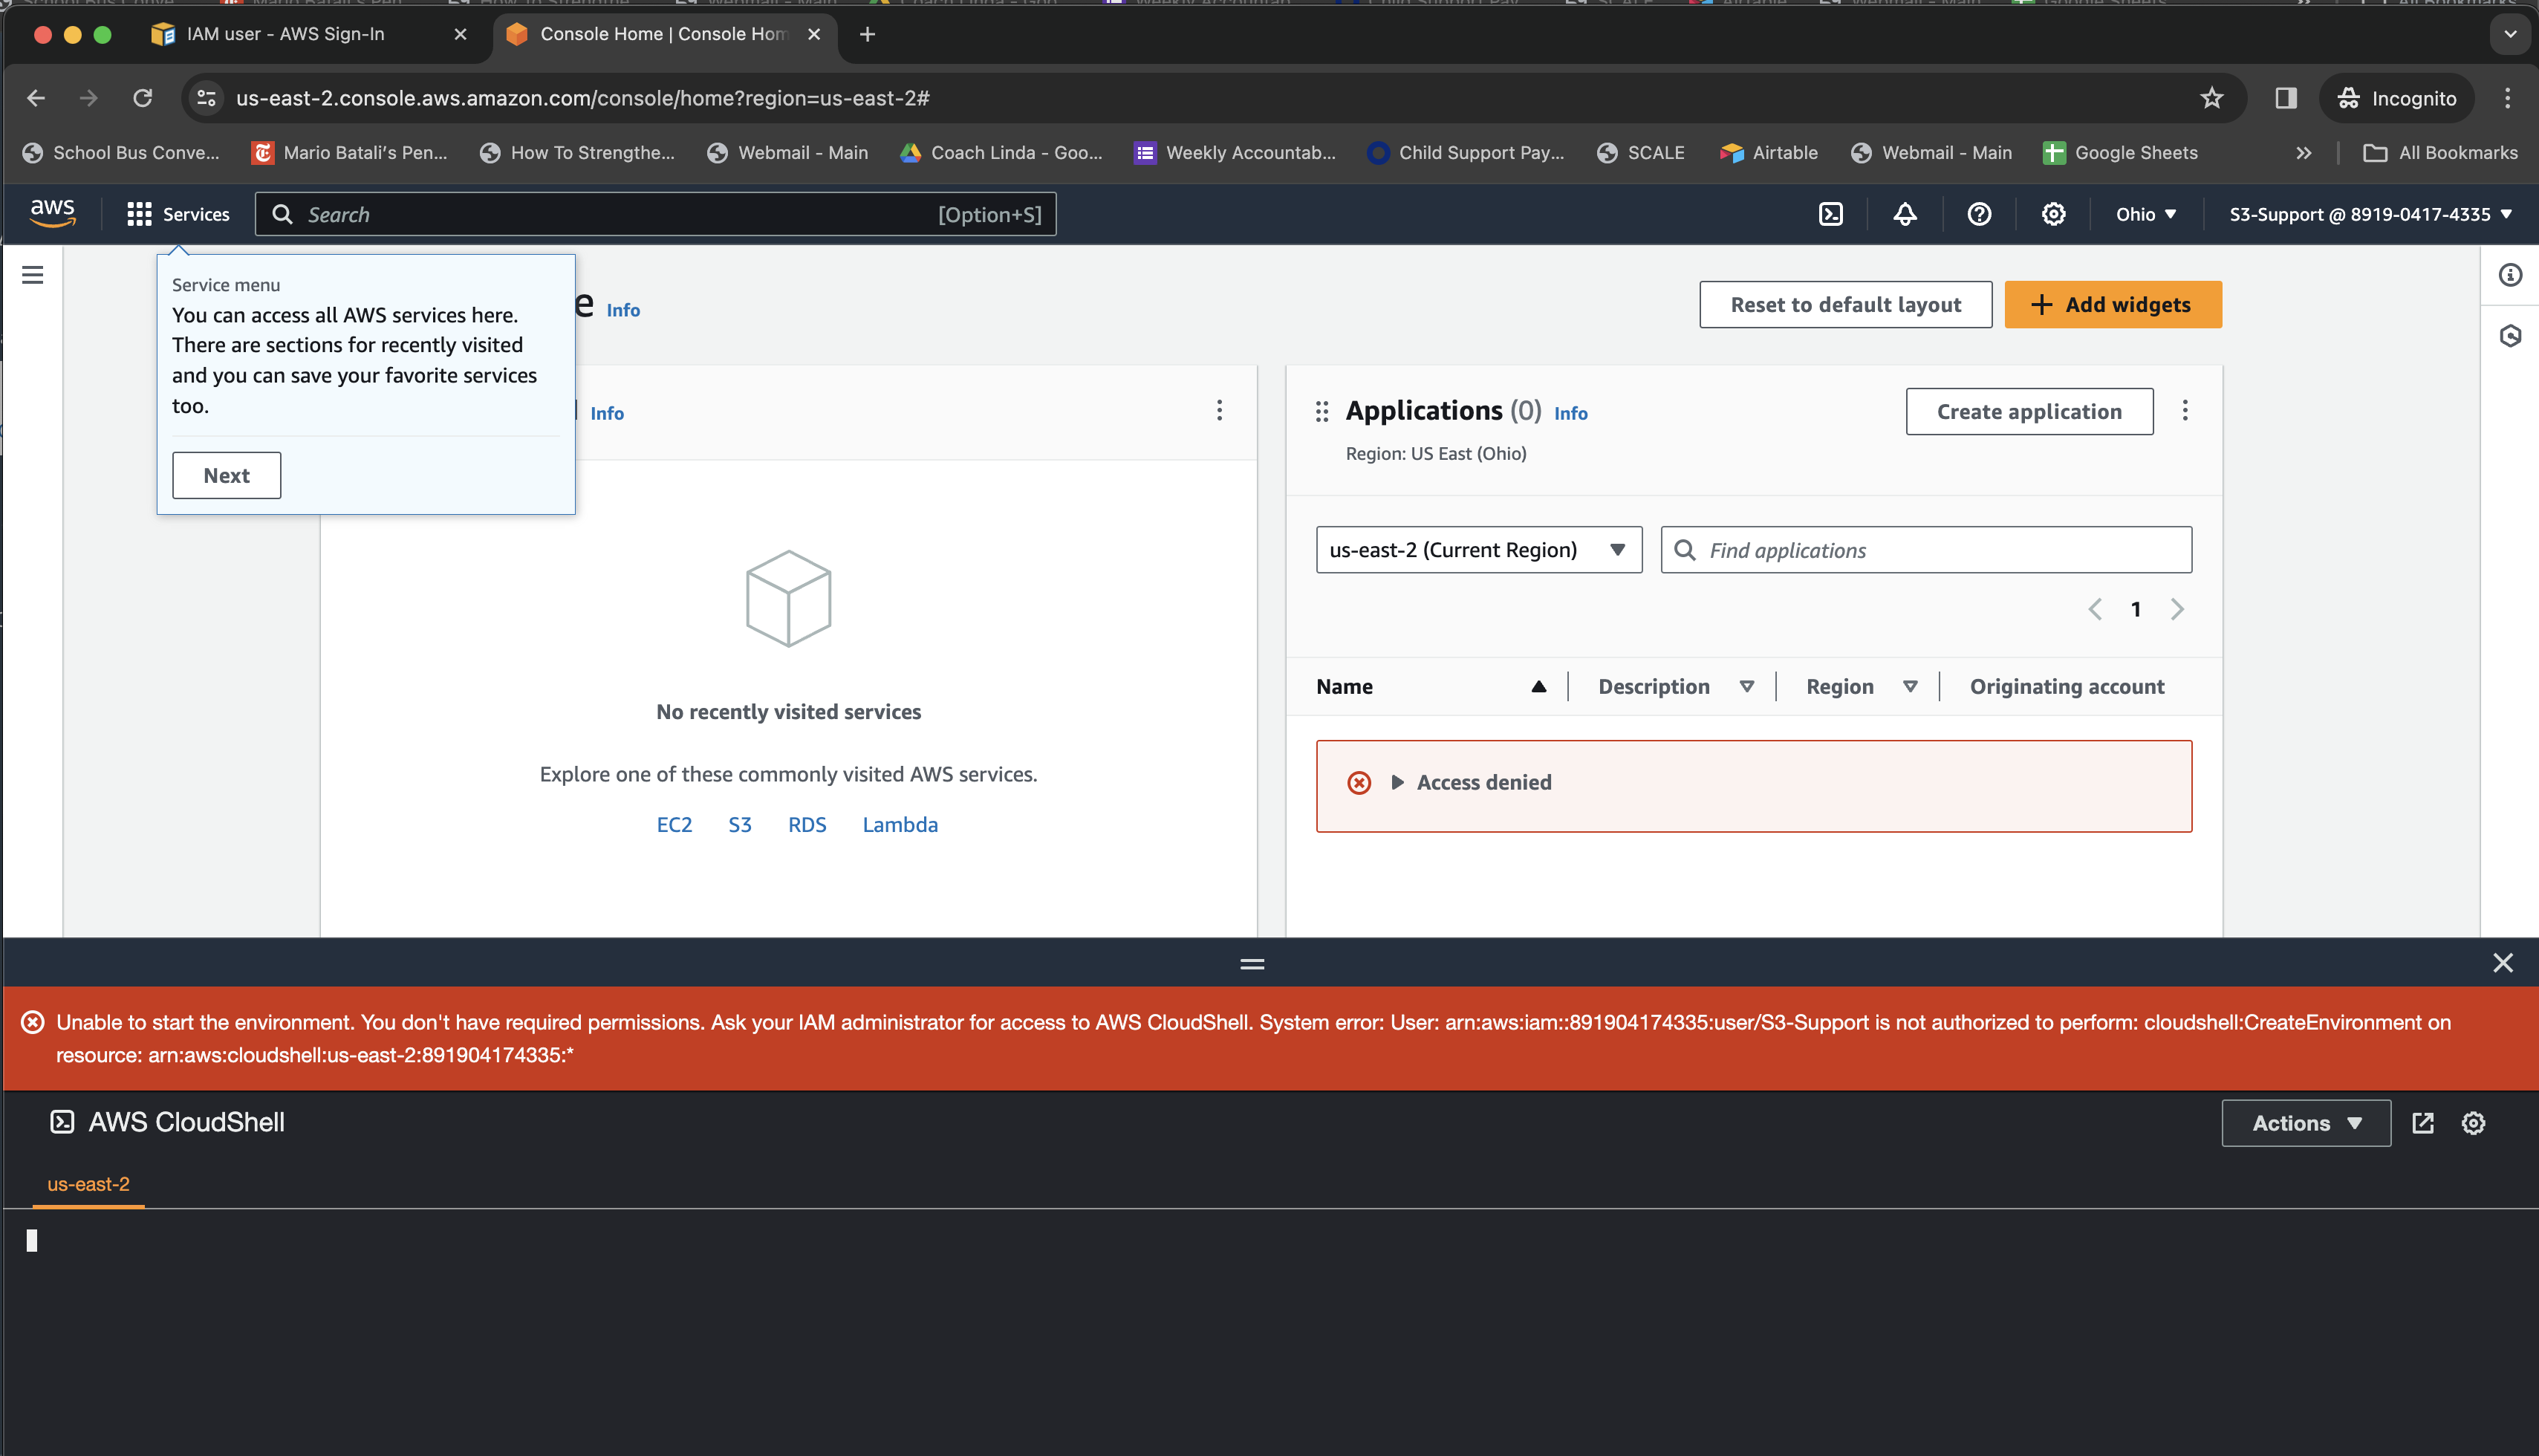 IAM user - AWS Sign-In
Console Home | Console Hom
us-east-2.console.aws.amazon.com/console/home?region=us-east-2#
Incognito
School Bus Conve...
Mario Batali's Pen...
How To Strengthe...
Webmail - Main
Coach Linda - Goo...
Weekly Accountab...
Child Support Pay...
SCALE
Airtable
Webmail - Main
Google Sheets
All Bookmarks
aws
Services
Search
[Option+S]
Ohio
S3-Support @ 8919-0417-4335
Service menu
You can access all AWS services here.
There are sections for recently visited
and you can save your favorite services
too.
Next
e Info
Reset to default layout
+ Add widgets
Info
No recently visited services
Explore one of these commonly visited AWS services.
EC2 S3 RDS Lambda
Applications (0) Info
Create application
Region: US East (Ohio)
us-east-2 (Current Region)
Find applications
1
Name Description Region Originating account
Access denied
Unable to start the environment. You don't have required permissions. Ask your IAM administrator for access to AWS CloudShell. System error: User: arn:aws:iam::891904174335:user/S3-Support is not authorized to perform: cloudshell:CreateEnvironment on
resource: arn:aws:cloudshell:us-east-2:891904174335:*
AWS CloudShell
Actions
us-east-2